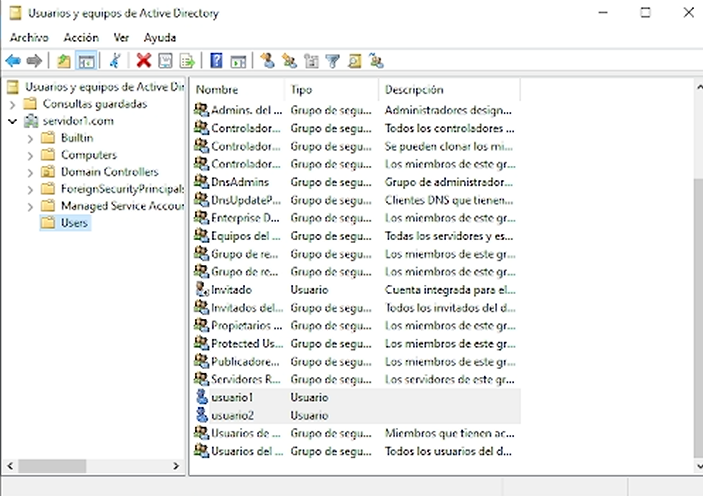 Usuarios y equipos de Active Directory
Archivo Acción Ver Ayuda
Usuarios y equipos de Active Dir
Consultas guardadas
servidor1.com
Builtin
Computers
Domain Controllers
ForeignSecurityPrincipals
Managed Service Accour
Users
Nombre Tipo Descripción
Admins. del ... Grupo de segu... Administradores design...
Controlador... Grupo de segu... Todos los controladores ...
Controlador... Grupo de segu... Se pueden clonar los mi...
Controlador... Grupo de segu... Los miembros de este gr...
DnsAdmins Grupo de segu... Grupo de administrador...
DnsUpdateP... Grupo de segu... Clientes DNS que tienen...
Enterprise D... Grupo de segu... Los miembros de este gr...
Equipos del ... Grupo de segu... Todas los servidores y es...
Grupo de re... Grupo de segu... Los miembros de este gr...
Grupo de re... Grupo de segu... Los miembros de este gr...
Invitado Usuario Cuenta integrada para el...
Invitados del... Grupo de segu... Todos los invitados del d...
Propietarios ... Grupo de segu... Los miembros de este gr...
Protected Us... Grupo de segu... Los miembros de este gr...
Publicadore... Grupo de segu... Los miembros de este gr...
Servidores R... Grupo de segu... Los servidores de este gr...
usuario1 Usuario
usuario2 Usuario
Usuarios de ... Grupo de segu... Miembros que tienen ac...
Usuarios del ... Grupo de segu... Todos los usuarios del d...